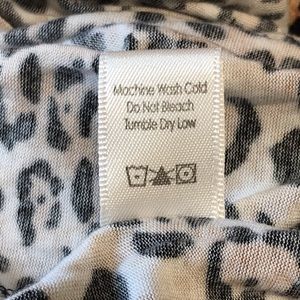 Machine Wash Cold
Do Not Bleach
Tumble Dry Low